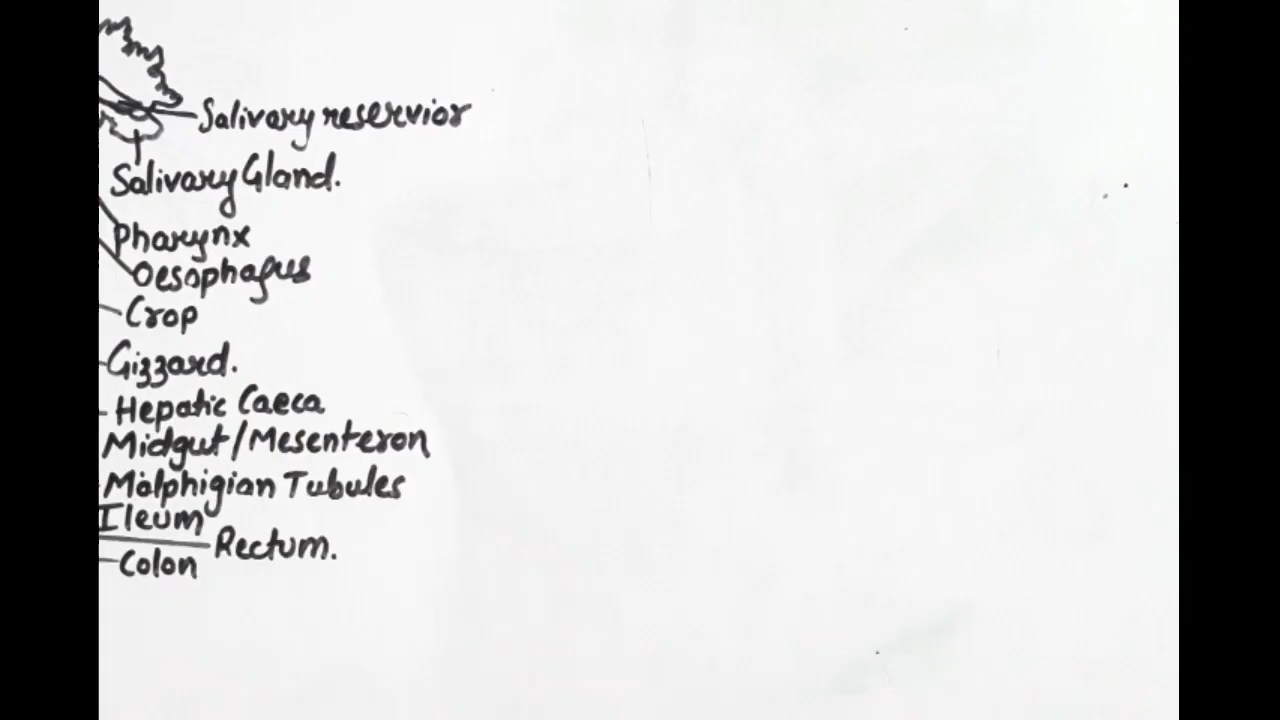 Salivary reservior
Salivary Gland.
Pharynx
Oesophagus
Crop
Gizzard.
Hepatic Caeca
Midgut/Mesenteron
Malphigian Tubules
Ileum
Rectum.
Colon